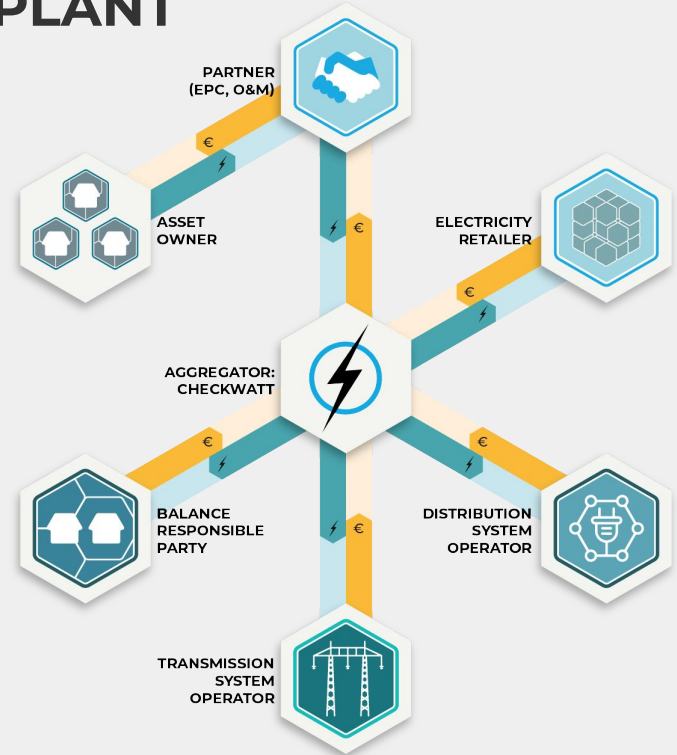 PLANT
PARTNER
(EPC, O&M)
€
ASSET
OWNER
€
ELECTRICITY
RETAILER
€
AGGREGATOR:
CHECKWATT
€
€
BALANCE
RESPONSIBLE
PARTY
DISTRIBUTION
SYSTEM
OPERATOR
€
TRANSMISSION
SYSTEM
OPERATOR